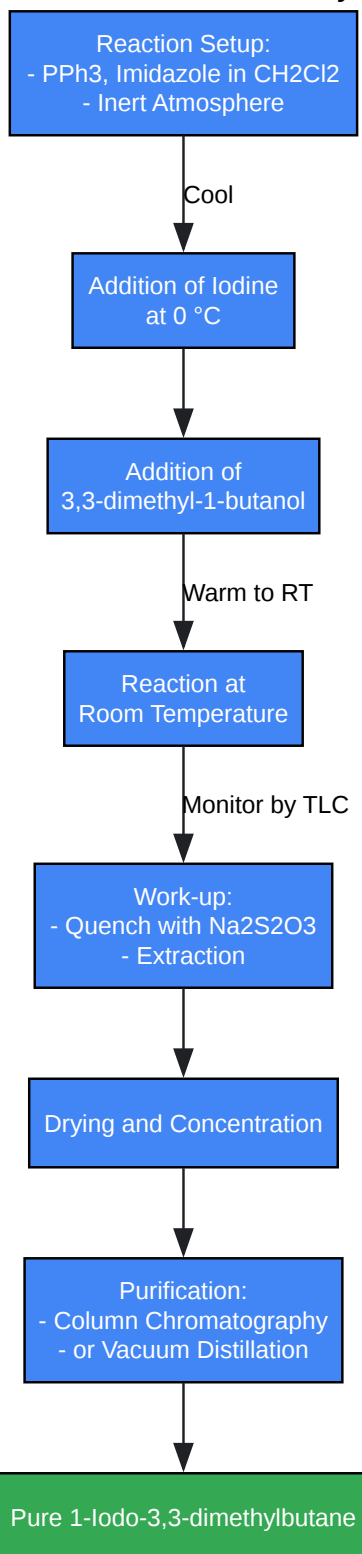 Reaction Setup:
- PPh3, Imidazole in CH2Cl2
- Inert Atmosphere
Cool
Addition of Iodine
at 0 °C
Addition of
3,3-dimethyl-1-butanol
Warm to RT
Reaction at
Room Temperature
Monitor by TLC
Work-up:
- Quench with Na2S2O3
- Extraction
Drying and Concentration
Purification:
- Column Chromatography
- or Vacuum Distillation
Pure 1-Iodo-3,3-dimethylbutane